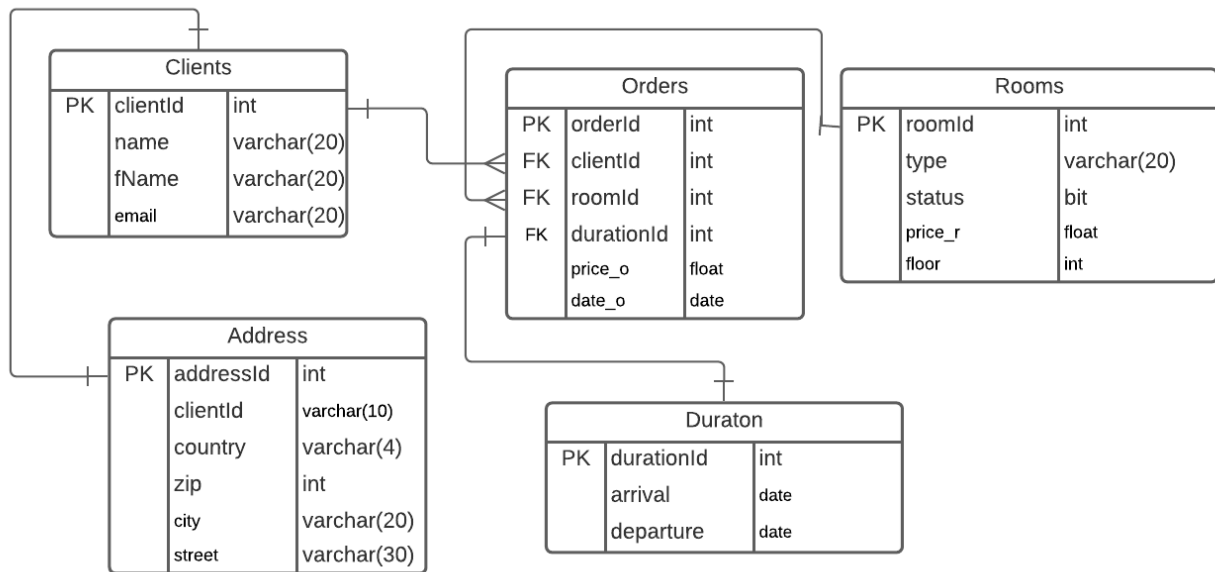 Clients
PK clientId int
name varchar(20)
fName varchar(20)
email varchar(20)
Orders
PK orderId int
FK clientId int
FK roomId int
FK durationId int
price_o float
date_o date
Rooms
PK roomId int
type varchar(20)
status bit
price_r float
floor int
Address
PK addressId int
clientId varchar(10)
country varchar(4)
zip int
city varchar(20)
street varchar(30)
Duraton
PK durationId int
arrival date
departure date